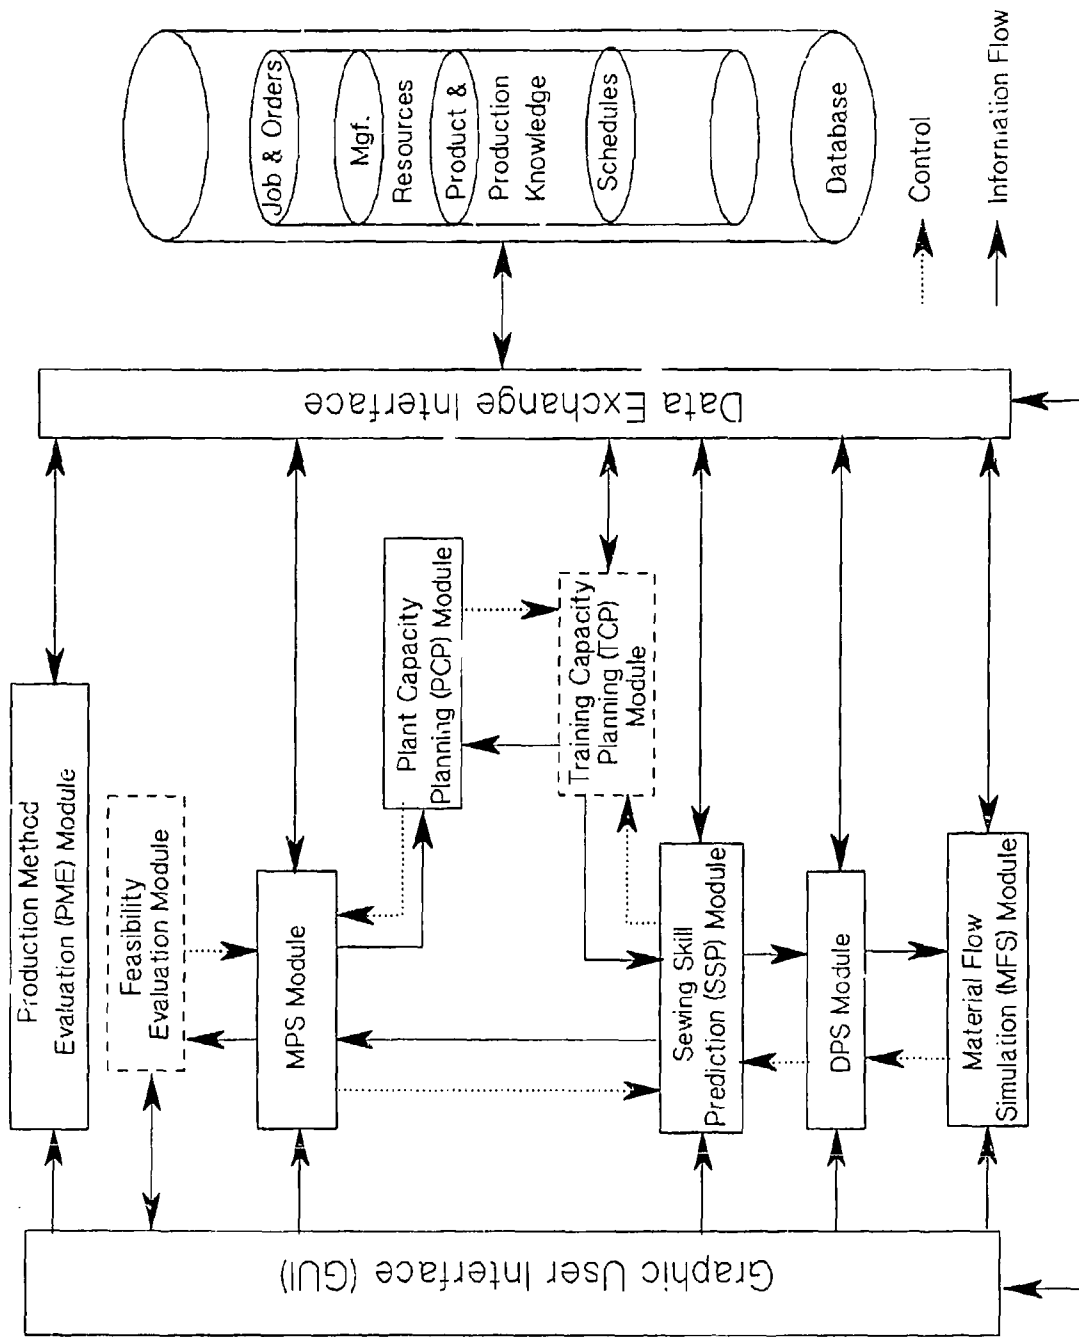 Production Method
Evaluation (PME) Module
Feasibility
Evaluation Module
MPS Module
Plant Capacity
Planning (PCP) Module
Training Capacity
Planning (TCP)
Module
Sewing Skill
Prediction (SSP) Module
DPS Module
Material Flow
Simulation (MFS) Module
Graphic User Interface (GUI)
Data Exchange Interface
Job & Orders
Mgf.
Resources
Product &
Production
Knowledge
Schedules
Database
Control
Information Flow